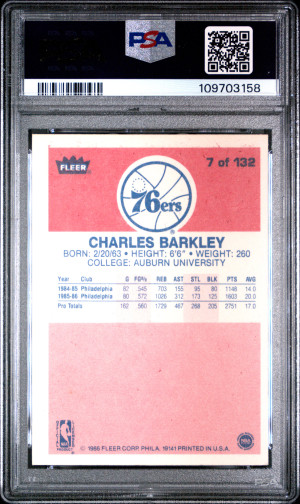 PSA
109703158
FLEER
7 of 132
76ers
CHARLES BARKLEY
BORN: 2/20/63 • HEIGHT: 6'6" • WEIGHT: 260
COLLEGE: AUBURN UNIVERSITY
Year Club G FG% REB AST STL BLK PTS AVG
1984-85 Philadelphia 82 .545 703 155 95 80 1148 14.0
1985-86 Philadelphia 80 .572 1026 312 173 125 1603 20.0
Pro Totals 162 .560 1729 467 268 205 2751 17.0
© 1986 FLEER CORP. PHILA. 19141 PRINTED IN U.S.A.